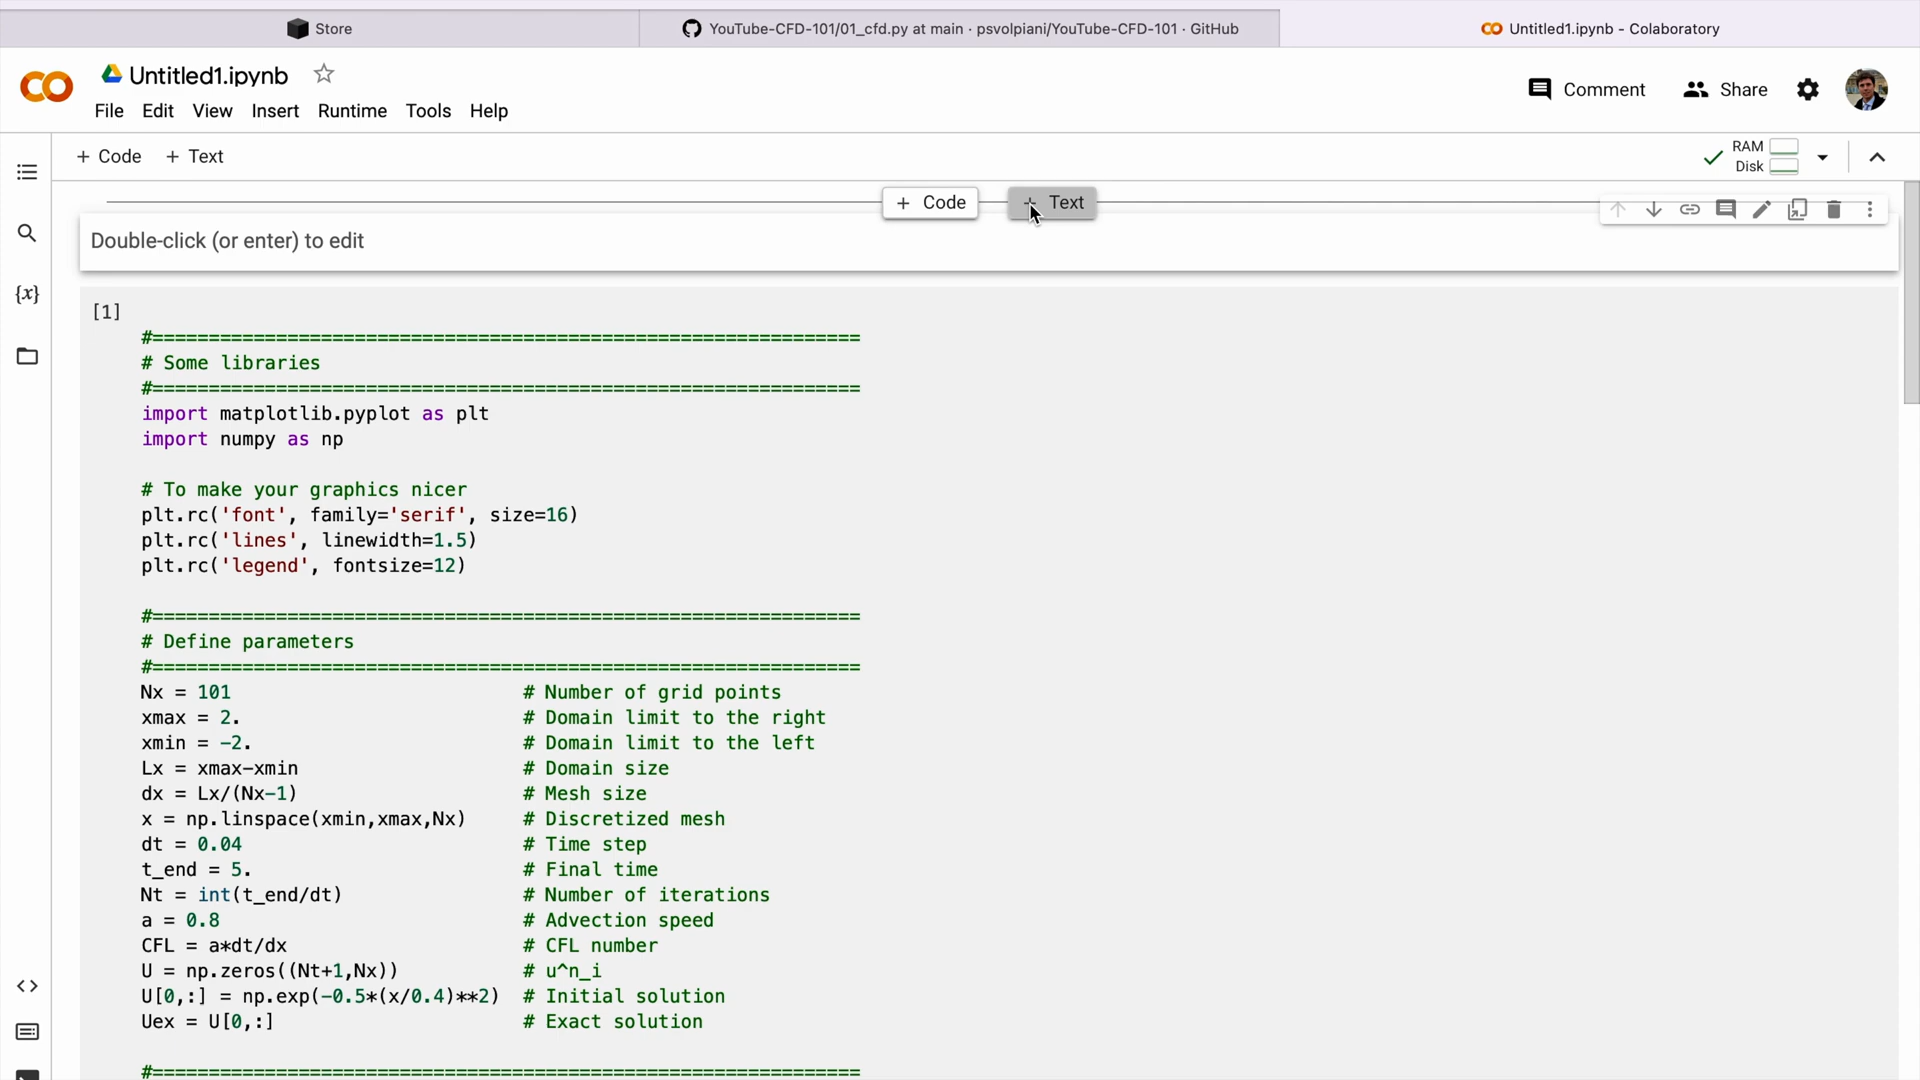 Store
YouTube-CFD-101/01_cfd.py at main · psvolpiani/YouTube-CFD-101 · GitHub
Untitled1.ipynb - Colaboratory
Untitled1.ipynb
Comment
Share
File Edit View Insert Runtime Tools Help
+ Code + Text
RAM
Disk
+ Code
+ Text
Double-click (or enter) to edit
{x}
[1]
#================================================================
# Some libraries
#================================================================
import matplotlib.pyplot as plt
import numpy as np
# To make your graphics nicer
plt.rc('font', family='serif', size=16)
plt.rc('lines', linewidth=1.5)
plt.rc('legend', fontsize=12)
#================================================================
# Define parameters
#================================================================
Nx = 101 # Number of grid points
xmax = 2. # Domain limit to the right
xmin = -2. # Domain limit to the left
Lx = xmax-xmin # Domain size
dx = Lx/(Nx-1) # Mesh size
x = np.linspace(xmin,xmax,Nx) # Discretized mesh
dt = 0.04 # Time step
t_end = 5. # Final time
Nt = int(t_end/dt) # Number of iterations
a = 0.8 # Advection speed
CFL = a*dt/dx # CFL number
U = np.zeros((Nt+1,Nx)) # u^n_i
U[0,:] = np.exp(-0.5*(x/0.4)**2) # Initial solution
Uex = U[0,:] # Exact solution
#================================================================